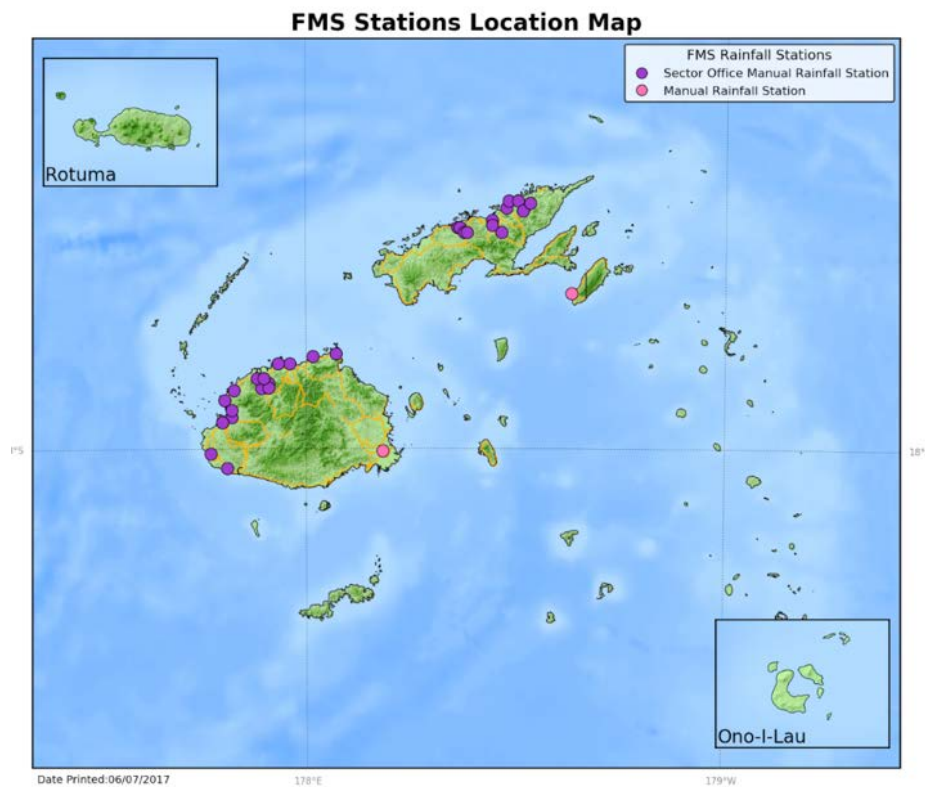 FMS Stations Location Map
FMS Rainfall Stations
Sector Office Manual Rainfall Station
Manual Rainfall Station
Rotuma
18°
Ono-I-Lau
Date Printed:06/07/2017
178°E
179°W